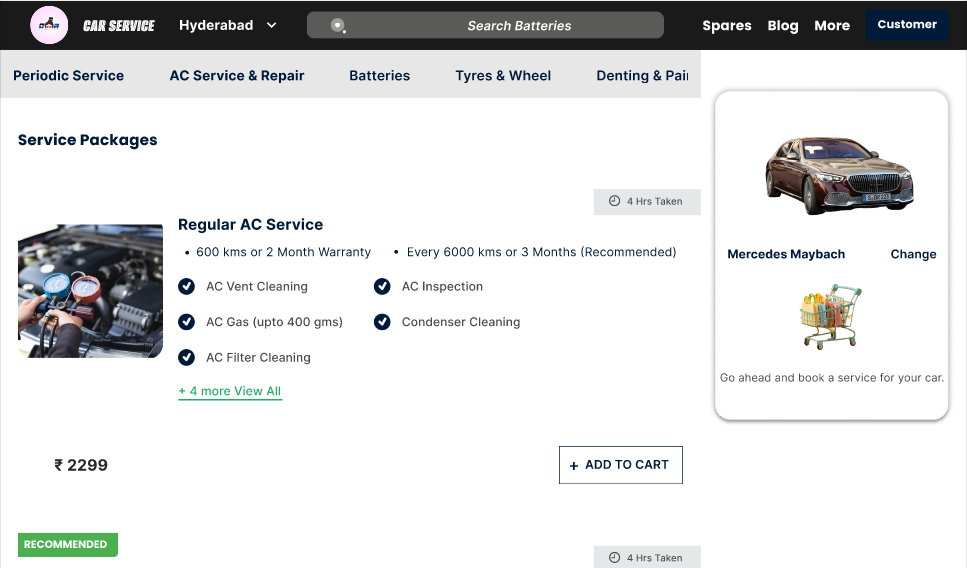 CAR SERVICE Hyderabad Search Batteries Spares Blog More Customer
Periodic Service AC Service & Repair Batteries Tyres & Wheel Denting &
Service Packages
4 Hrs Taken
Regular AC Service
• 600 kms or 2 Month Warranty • Every 6000 kms or 3 Months (Recommended)
AC Vent Cleaning AC Inspection
AC Gas (upto 400 gms) Condenser Cleaning
AC Filter Cleaning
+ 4 more View All
₹ 2299
+ ADD TO CART
RECOMMENDED
4 Hrs Taken
Mercedes Maybach Change
Go ahead and book a service for your car.